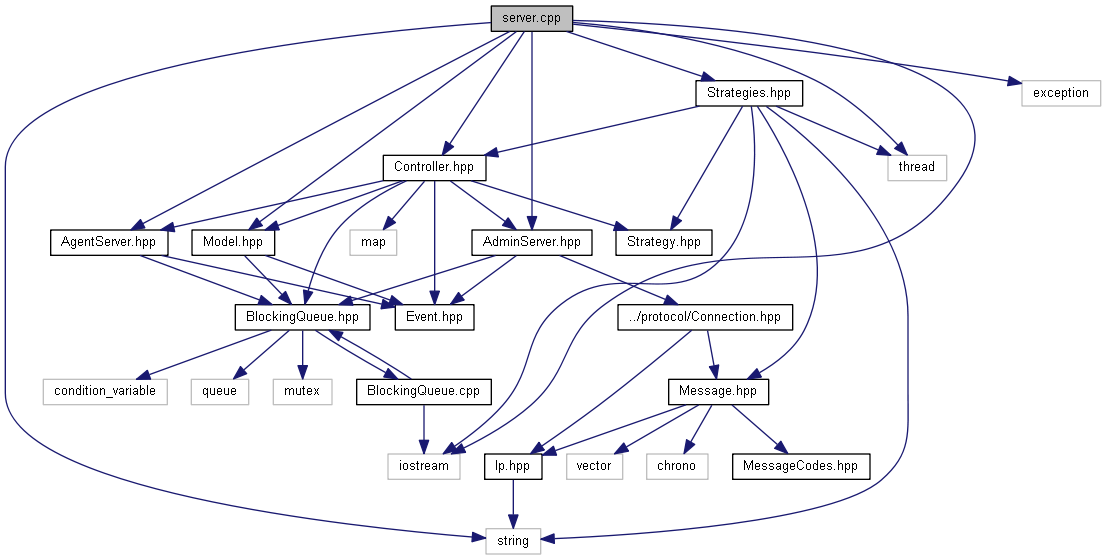 server.cpp
Strategies.hpp
exception
Controller.hpp
thread
AgentServer.hpp
Model.hpp
map
AdminServer.hpp
Strategy.hpp
BlockingQueue.hpp
Event.hpp
../protocol/Connection.hpp
condition_variable
queue
mutex
BlockingQueue.cpp
Message.hpp
iostream
Ip.hpp
vector
chrono
MessageCodes.hpp
string